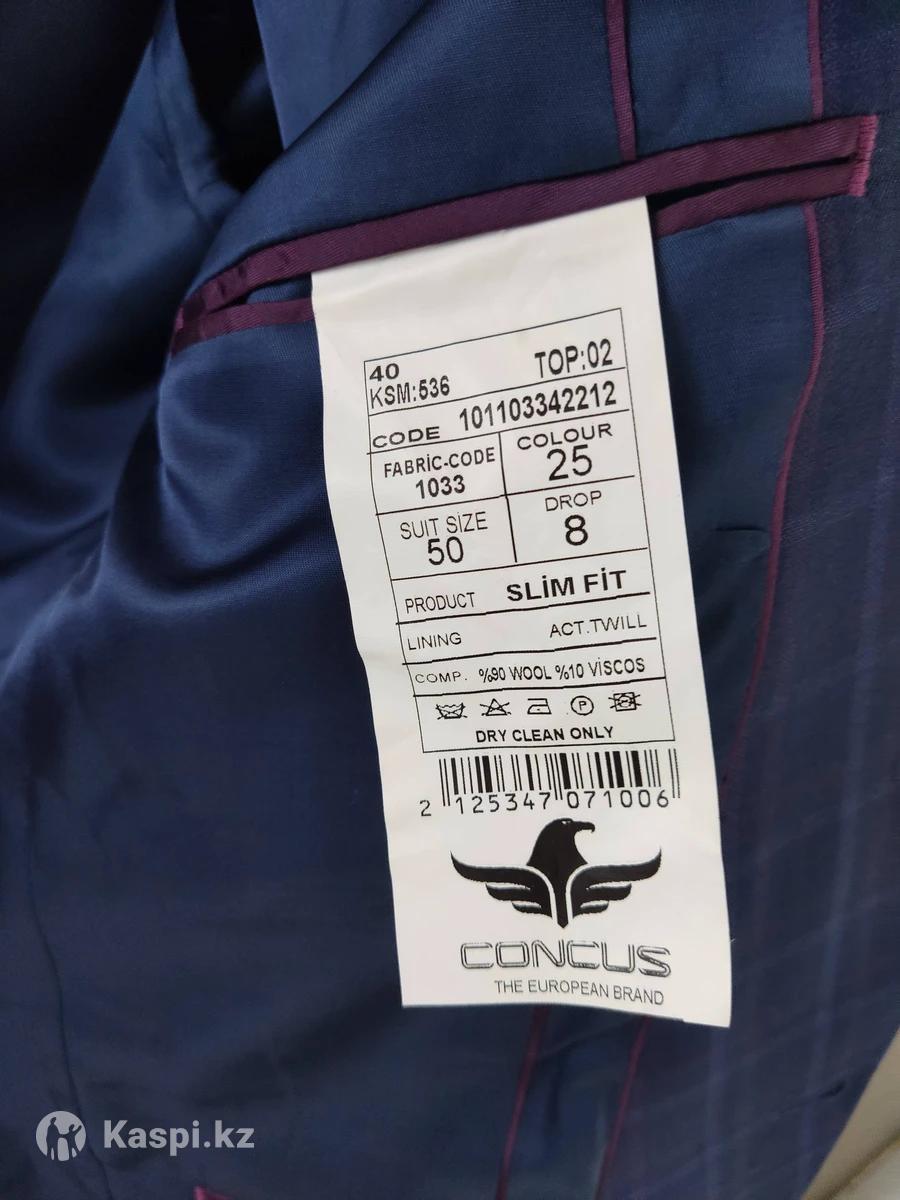 40
KSM:536 TOP:02
CODE 101103342212
FABRİC-CODE COLOUR
1033 25
SUIT SİZE DROP
50 8
PRODUCT SLİM FİT
LINING ACT.TWILL
COMP. %90 WOOL %10 VİSCOS
P
DRY CLEAN ONLY
2 125347 071006
CONCUS
THE EUROPEAN BRAND
Kaspi.kz